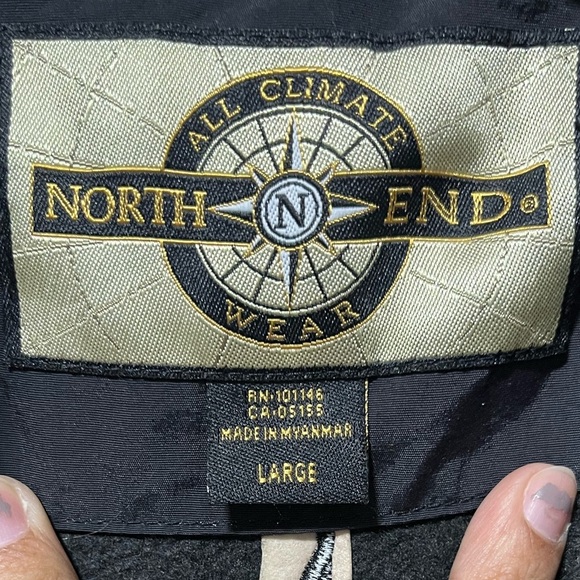 ALL CLIMATE
NORTH N END®
WEAR
RN:101146
CA:05155
MADE IN MYANMAR
LARGE